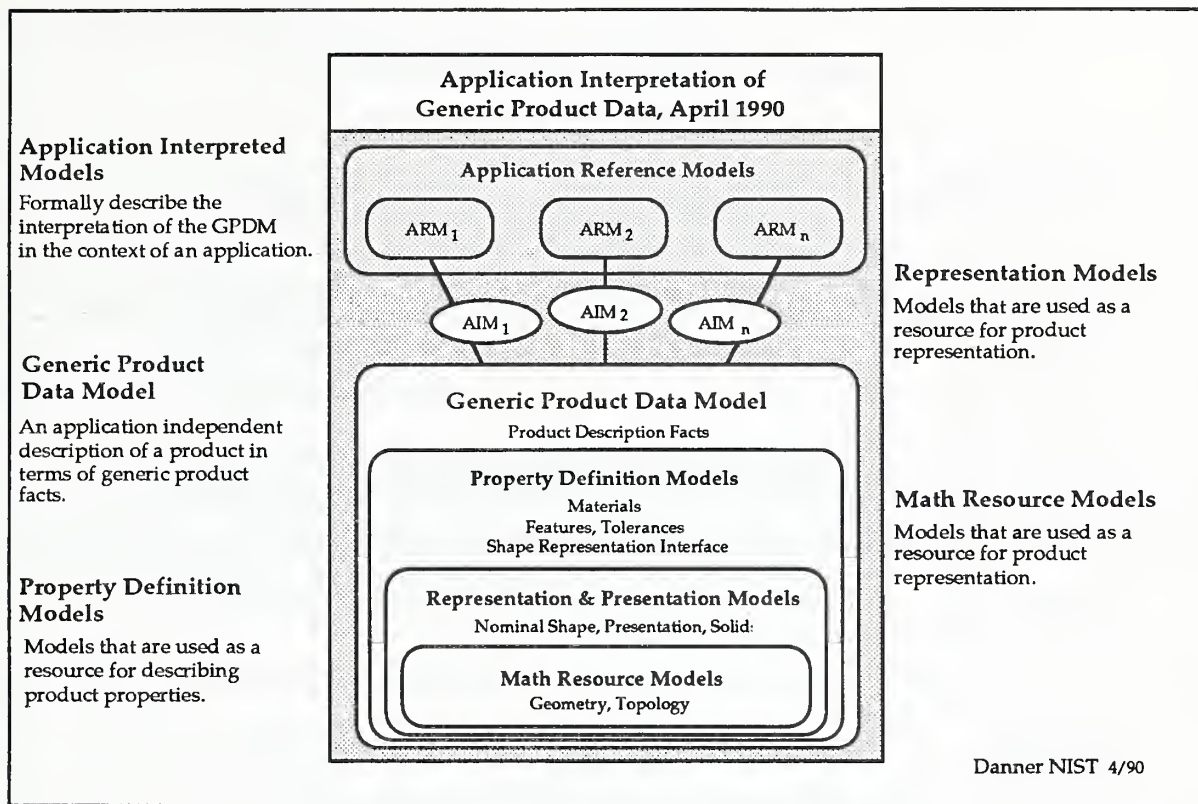 Application Interpretation of
Generic Product Data, April 1990
Application Interpreted
Models
Formally describe the
interpretation of the GPDM
in the context of an application.
Generic Product
Data Model
An application independent
description of a product in
terms of generic product
facts.
Property Definition
Models
Models that are used as a
resource for describing
product properties.
Application Reference Models
ARM 1
ARM 2
ARM n
AIM 1
AIM 2
AIM n
Generic Product Data Model
Product Description Facts
Property Definition Models
Materials
Features, Tolerances
Shape Representation Interface
Representation & Presentation Models
Nominal Shape, Presentation, Solid:
Math Resource Models
Geometry, Topology
Representation Models
Models that are used as a
resource for product
representation.
Math Resource Models
Models that are used as a
resource for product
representation.
Danner NIST 4/90